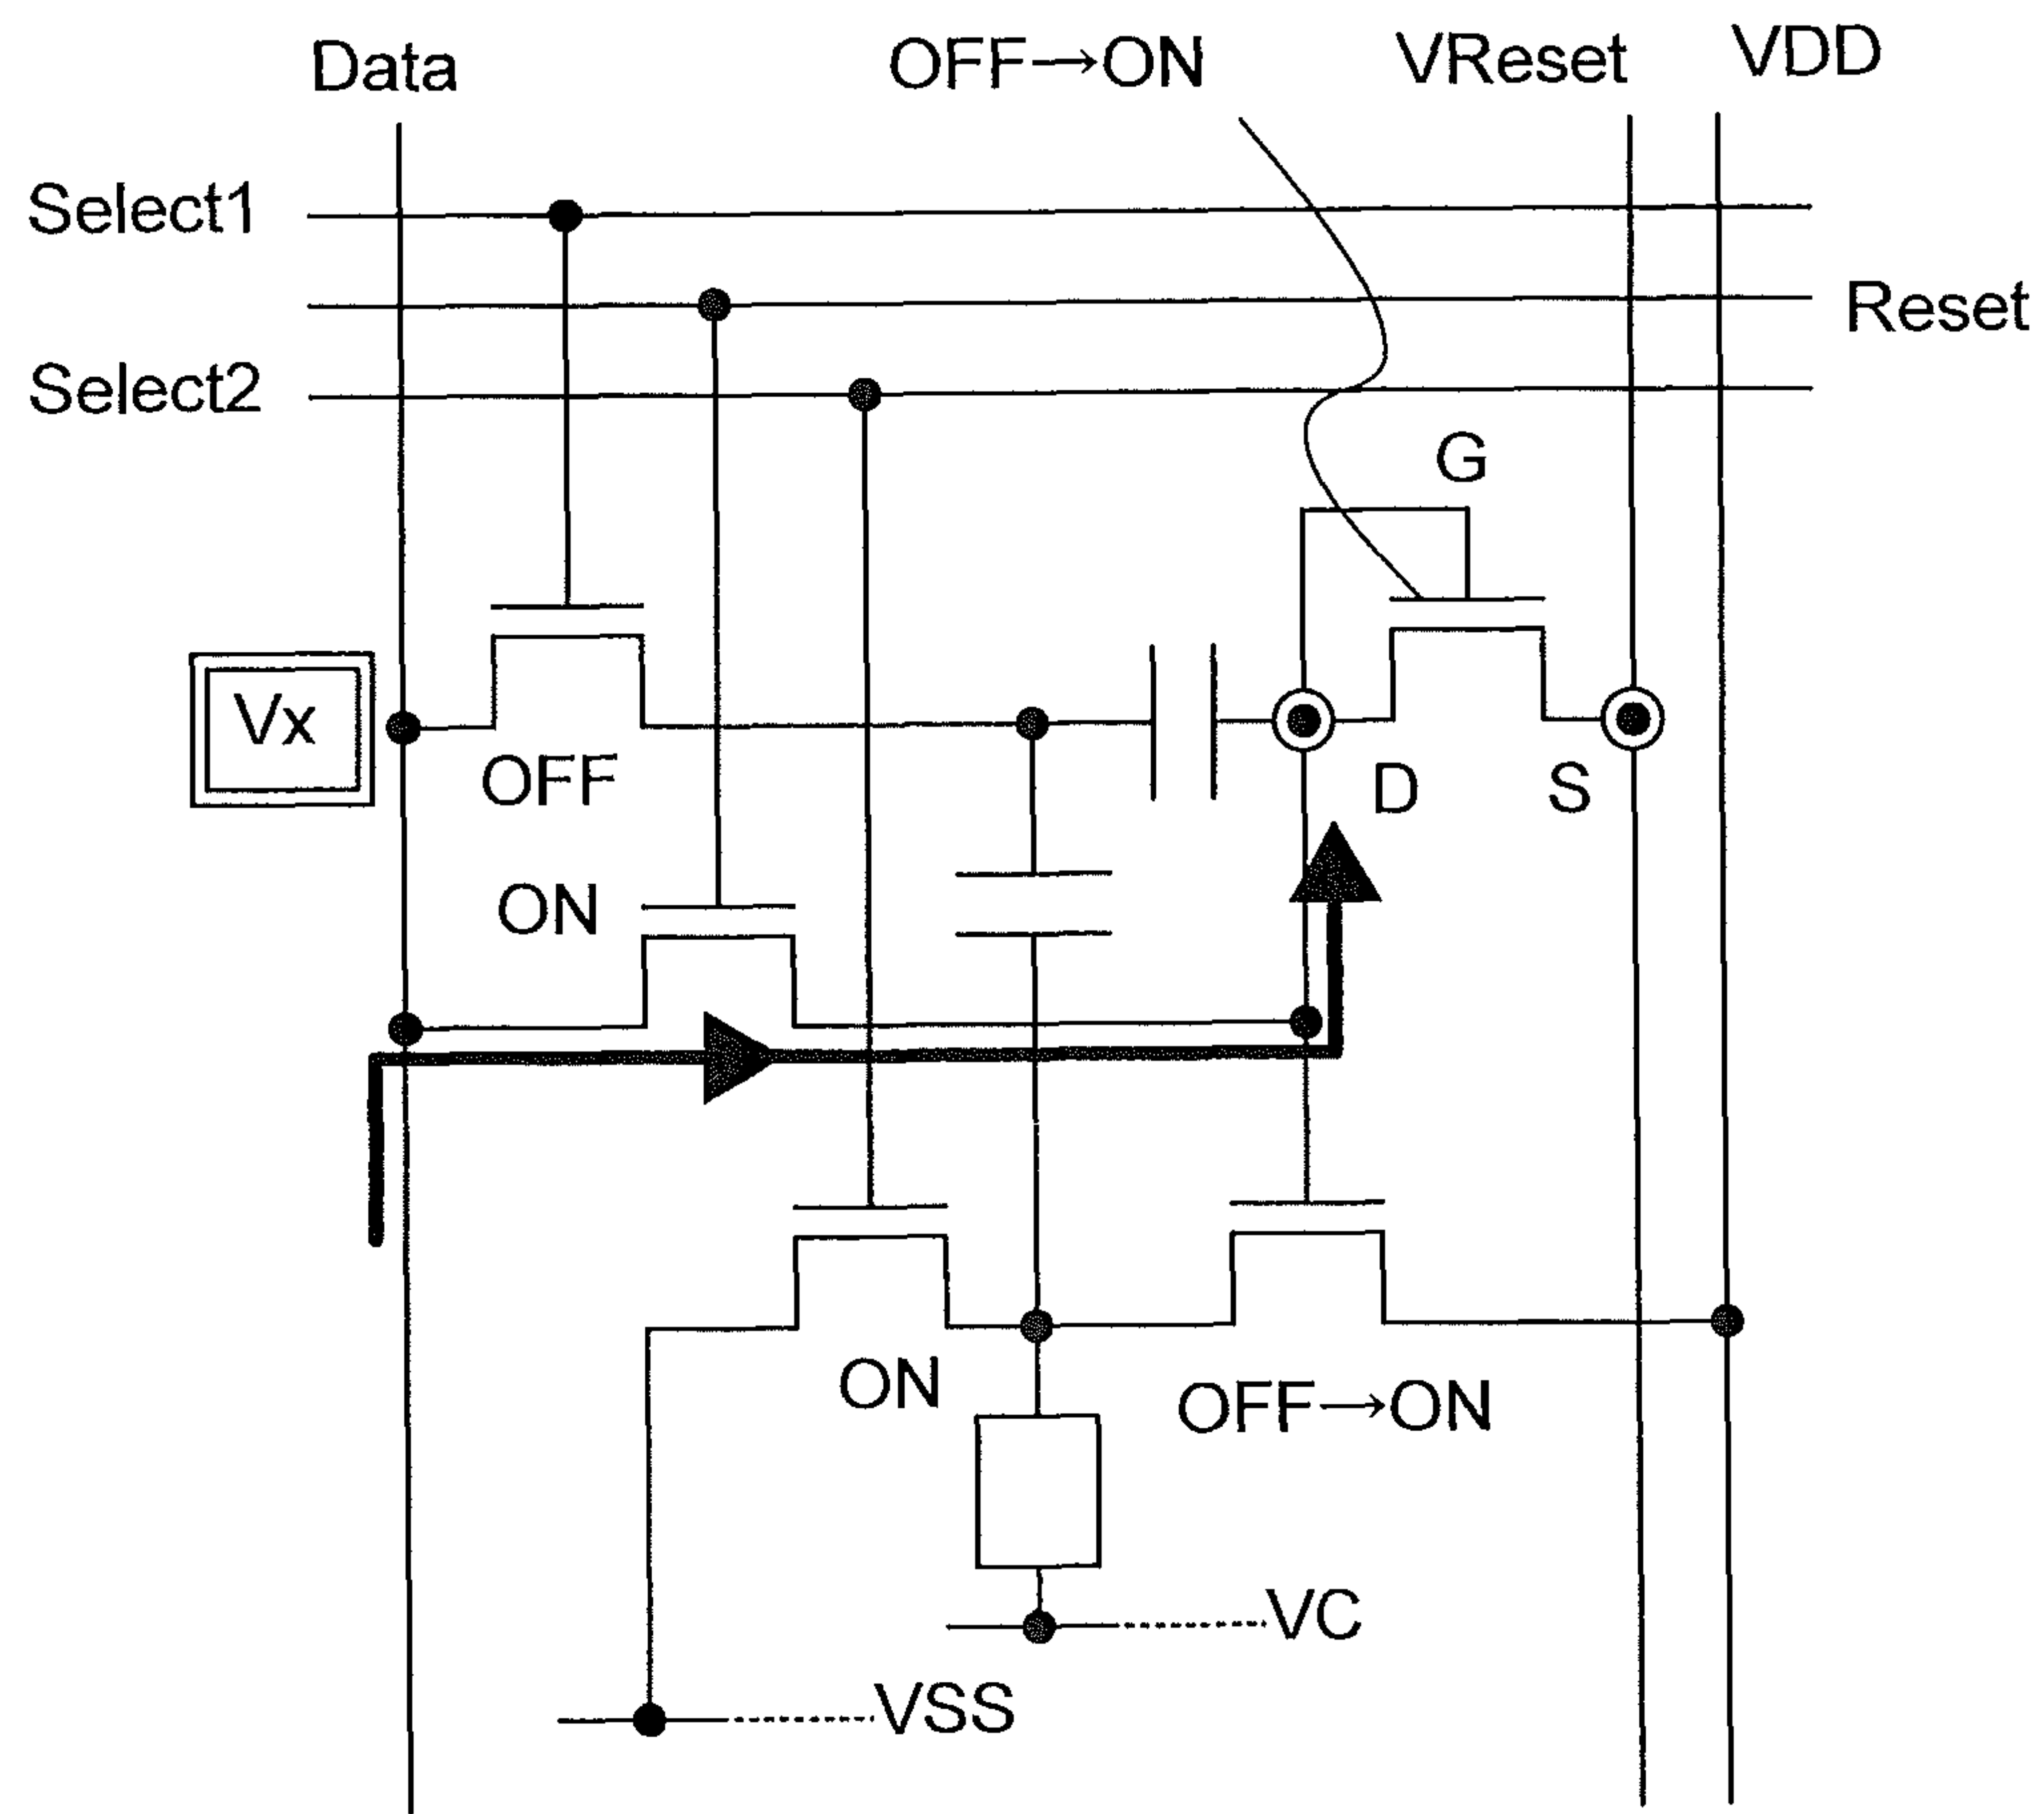 Data
OFF→ON
VReset
VDD
Select1
Reset
Select2
G
Vx
OFF
D
S
ON
ON
OFF→ON
VC
VSS